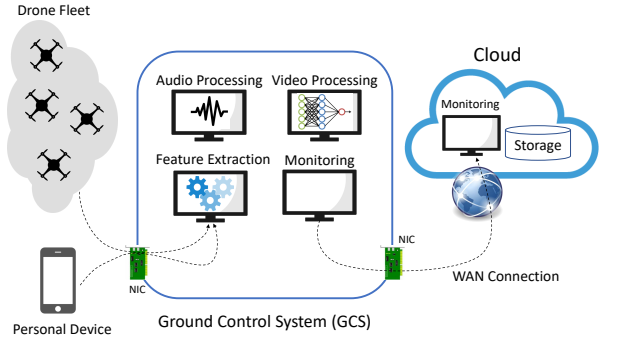 Drone Fleet
Cloud
Audio Processing
Video Processing
Monitoring
Storage
Feature Extraction
Monitoring
NIC
WAN Connection
NIC
Personal Device
Ground Control System (GCS)